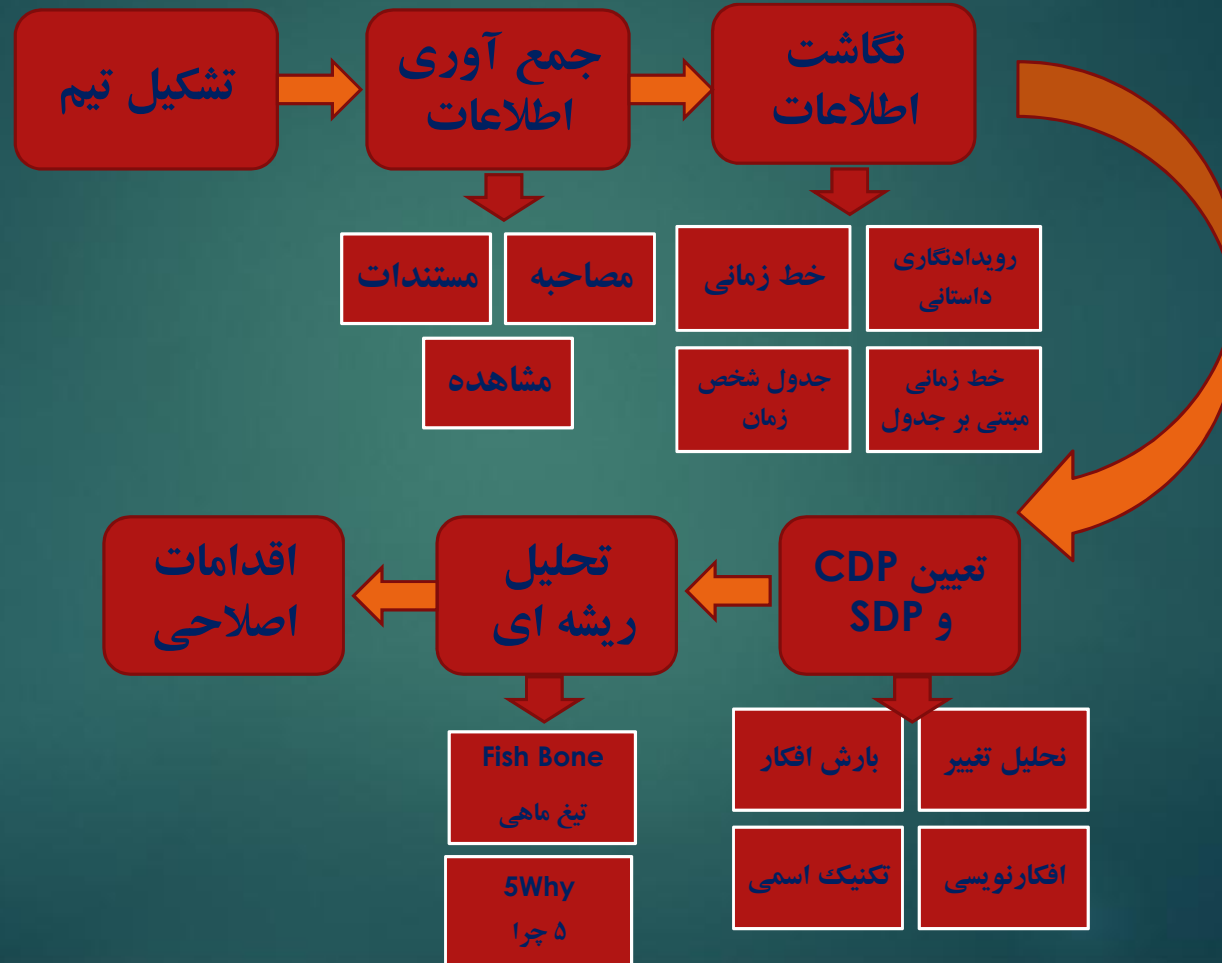 تشکیل تیم
جمع آوری
اطلاعات
نگاشت
اطلاعات
مستندات
مصاحبه
مشاهده
خط زمانی
رویدادنگاری
داستانی
جدول شخص
زمان
خط زمانی
مبتنی بر جدول
تعیین CDP
و SDP
تحلیل
ریشه ای
اقدامات
اصلاحی
نحلیل تغییر
بارش افکار
افکارنویسی
تکنیک اسمی
Fish Bone
تیغ ماهی
5Why
۵ چرا